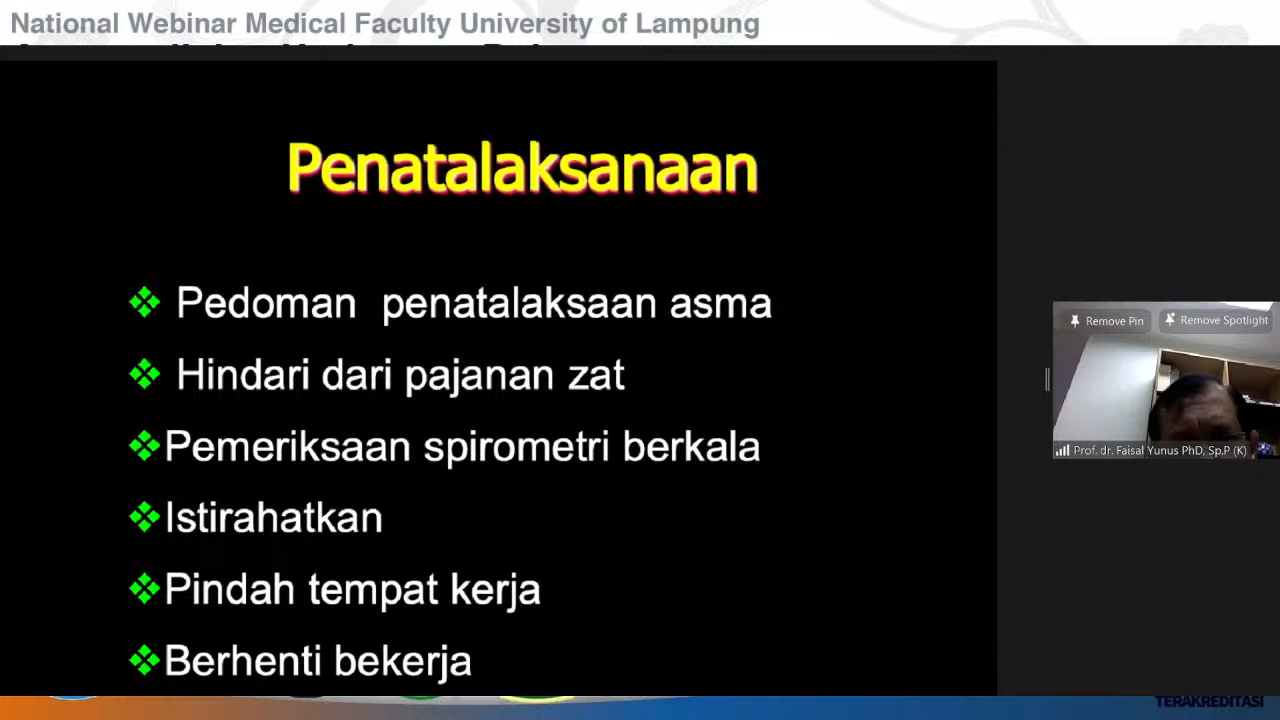 National Webinar Medical Faculty University of Lampung
Penatalaksanaan
Pedoman penatalaksaan asma
Hindari dari pajanan zat
Pemeriksaan spirometri berkala
Istirahatkan
Pindah tempat kerja
Berhenti bekerja
Remove Pin
Remove Spotlight
Prof. dr. Faisal Yunus PhD, Sp.P (K)
TERAKREDITASI